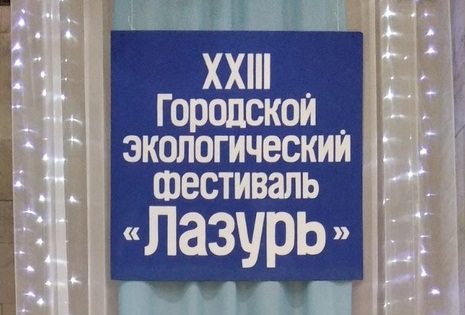 XXIII
Городской
экологический
фестиваль
«Лазурь»